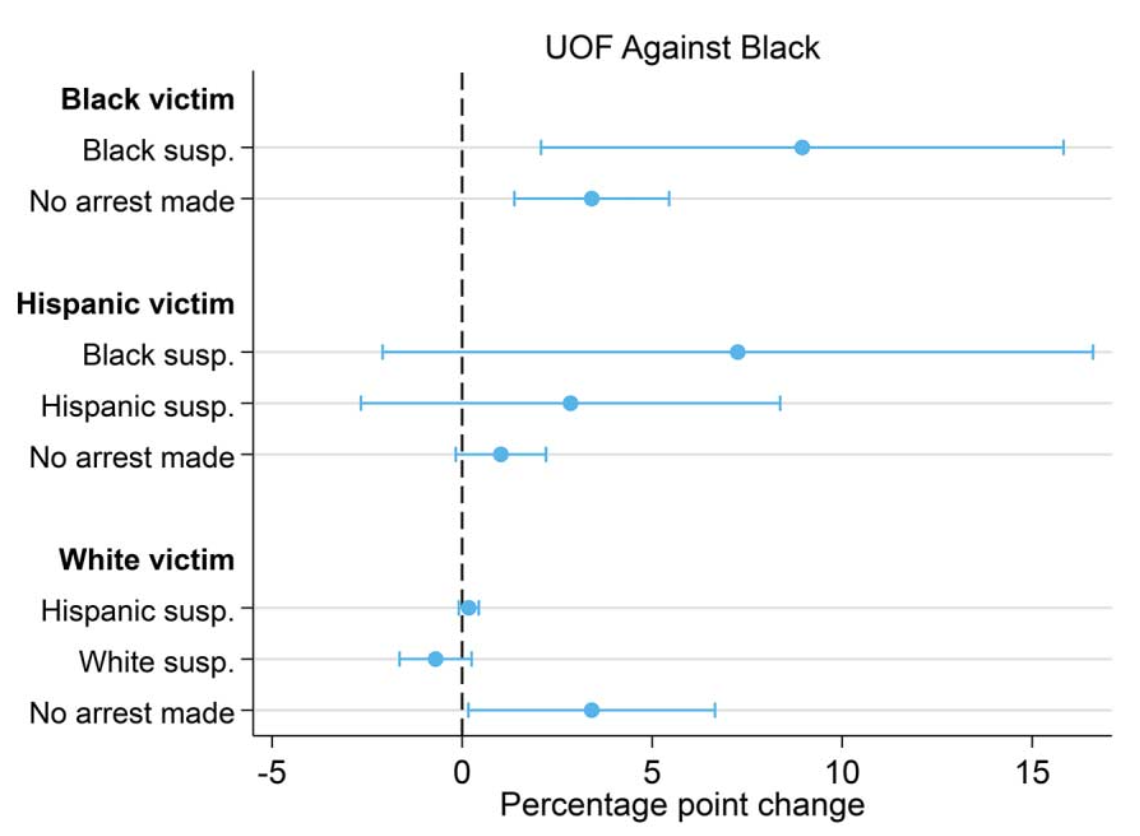 UOF Against Black
Black victim
Black susp.
No arrest made
Hispanic victim
Black susp.
Hispanic susp.
No arrest made
White victim
Hispanic susp.
White susp.
No arrest made
-5 0 5 10 15
Percentage point change